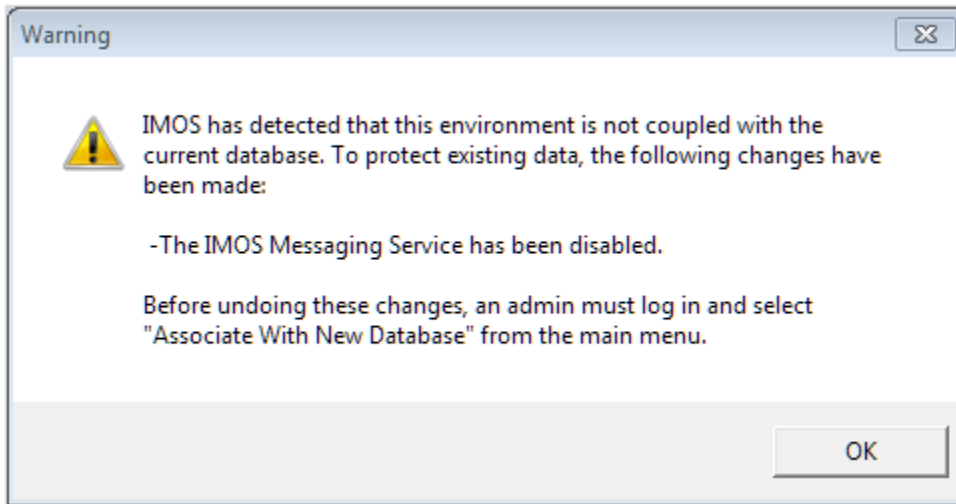 Warning
IMOS has detected that this environment is not coupled with the
current database. To protect existing data, the following changes have
been made:
-The IMOS Messaging Service has been disabled.
Before undoing these changes, an admin must log in and select
"Associate With New Database" from the main menu.
OK